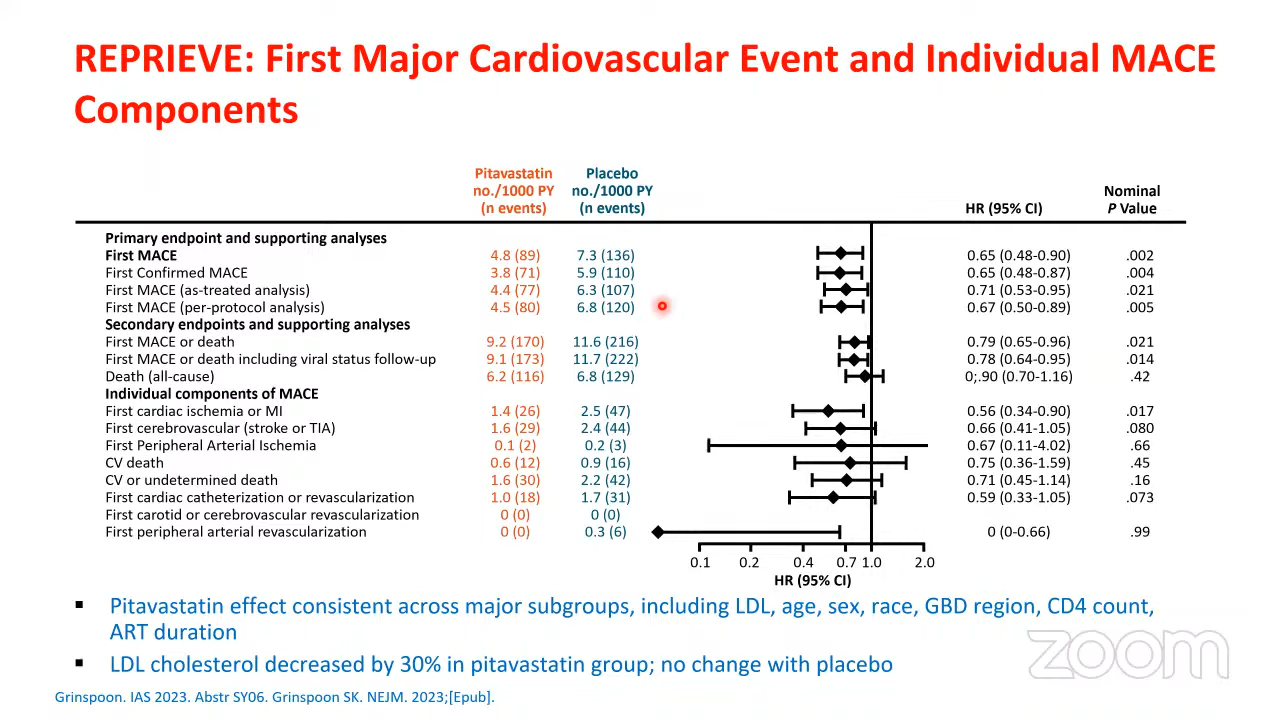 REPRIEVE: First Major Cardiovascular Event and Individual MACE
Components
Pitavastatin Placebo
no./1000 PY no./1000 PY Nominal
(n events) (n events) HR (95% CI) P Value
Primary endpoint and supporting analyses
First MACE 4.8 (89) 7.3 (136) 0.65 (0.48-0.90) .002
First Confirmed MACE 3.8 (71) 5.9 (110) 0.65 (0.48-0.87) .004
First MACE (as-treated analysis) 4.4 (77) 6.3 (107) 0.71 (0.53-0.95) .021
First MACE (per-protocol analysis) 4.5 (80) 6.8 (120) 0.67 (0.50-0.89) .005
Secondary endpoints and supporting analyses
First MACE or death 9.2 (170) 11.6 (216) 0.79 (0.65-0.96) .021
First MACE or death including viral status follow-up 9.1 (173) 11.7 (222) 0.78 (0.64-0.95) .014
Death (all-cause) 6.2 (116) 6.8 (129) 0;.90 (0.70-1.16) .42
Individual components of MACE
First cardiac ischemia or MI 1.4 (26) 2.5 (47) 0.56 (0.34-0.90) .017
First cerebrovascular (stroke or TIA) 1.6 (29) 2.4 (44) 0.66 (0.41-1.05) .080
First Peripheral Arterial Ischemia 0.1 (2) 0.2 (3) 0.67 (0.11-4.02) .66
CV death 0.6 (12) 0.9 (16) 0.75 (0.36-1.59) .45
CV or undetermined death 1.6 (30) 2.2 (42) 0.71 (0.45-1.14) .16
First cardiac catheterization or revascularization 1.0 (18) 1.7 (31) 0.59 (0.33-1.05) .073
First carotid or cerebrovascular revascularization 0 (0) 0 (0)
First peripheral arterial revascularization 0 (0) 0.3 (6) 0 (0-0.66) .99
0.1 0.2 0.4 0.7 1.0 2.0
HR (95% CI)
▪ Pitavastatin effect consistent across major subgroups, including LDL, age, sex, race, GBD region, CD4 count,
ART duration
▪ LDL cholesterol decreased by 30% in pitavastatin group; no change with placebo
zoom
Grinspoon. IAS 2023. Abstr SY06. Grinspoon SK. NEJM. 2023;[Epub].